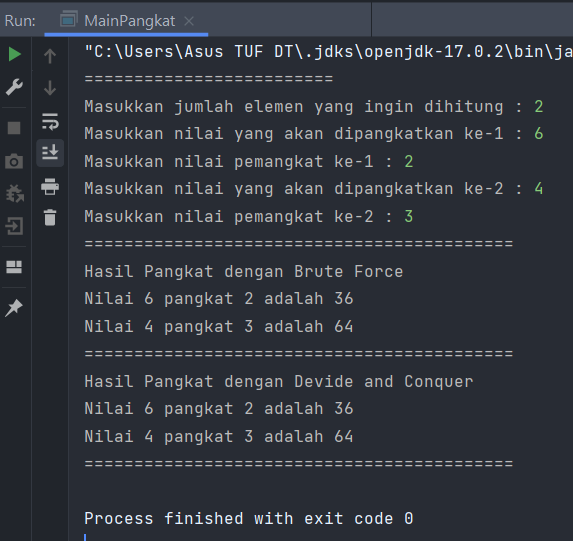 Run: MainPangkat
"C:\Users\Asus TUF DT\.jdks\openjdk-17.0.2\bin\ja
=========================
Masukkan jumlah elemen yang ingin dihitung : 2
Masukkan nilai yang akan dipangkatkan ke-1 : 6
Masukkan nilai pemangkat ke-1 : 2
Masukkan nilai yang akan dipangkatkan ke-2 : 4
Masukkan nilai pemangkat ke-2 : 3
===========================================
Hasil Pangkat dengan Brute Force
Nilai 6 pangkat 2 adalah 36
Nilai 4 pangkat 3 adalah 64
===========================================
Hasil Pangkat dengan Devide and Conquer
Nilai 6 pangkat 2 adalah 36
Nilai 4 pangkat 3 adalah 64
===========================================
Process finished with exit code 0